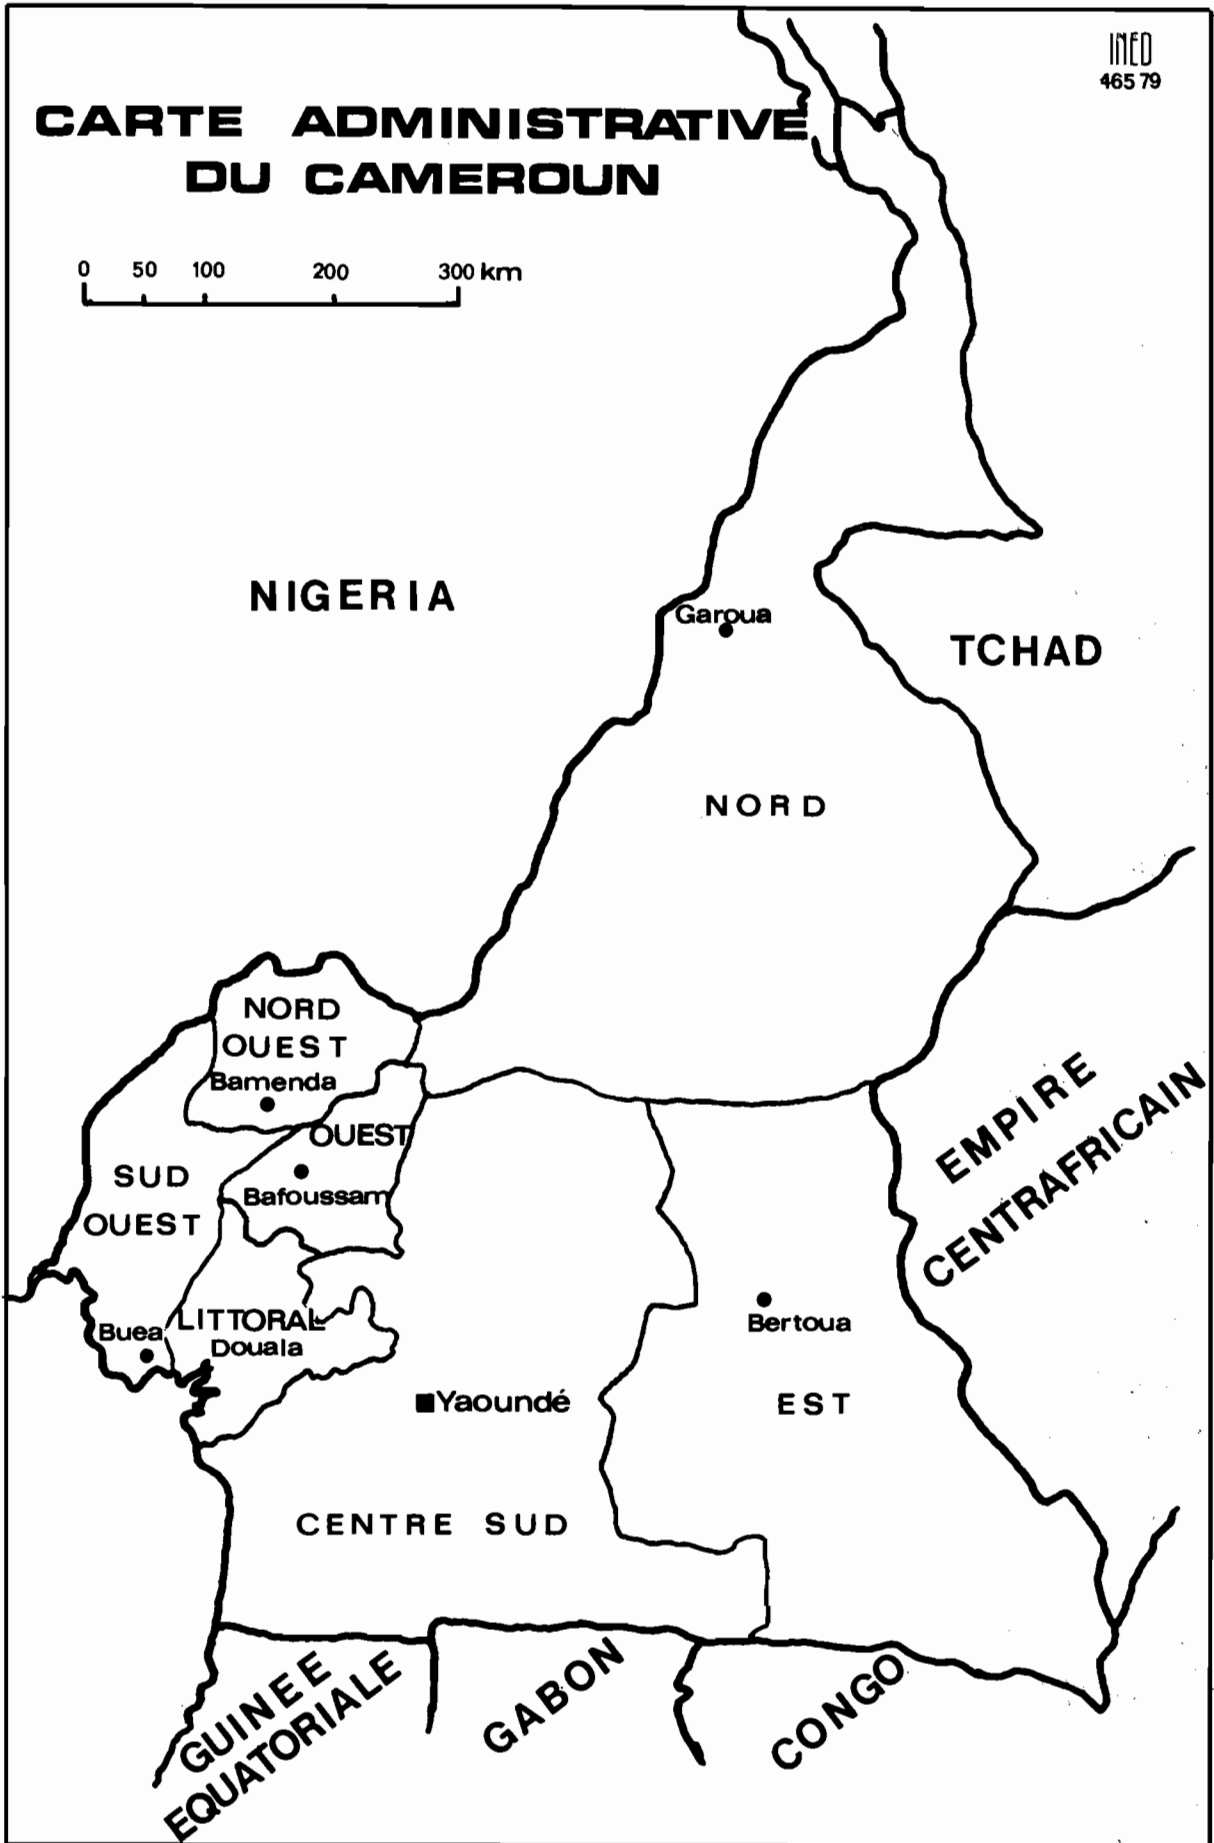 INED
465 79
CARTE ADMINISTRATIVE
DU CAMEROUN
0 50 100 200 300 km
NIGERIA
Garoua
TCHAD
NORD
NORD
OUEST
Bamenda
OUEST
Bafoussam
SUD
OUEST
EMPIRE
CENTRAFRICAIN
LITTORAL
Douala
Buea
Bertoua
Yaoundé
EST
CENTRE SUD
GUINEE
EQUATORIALE
GABON
CONGO